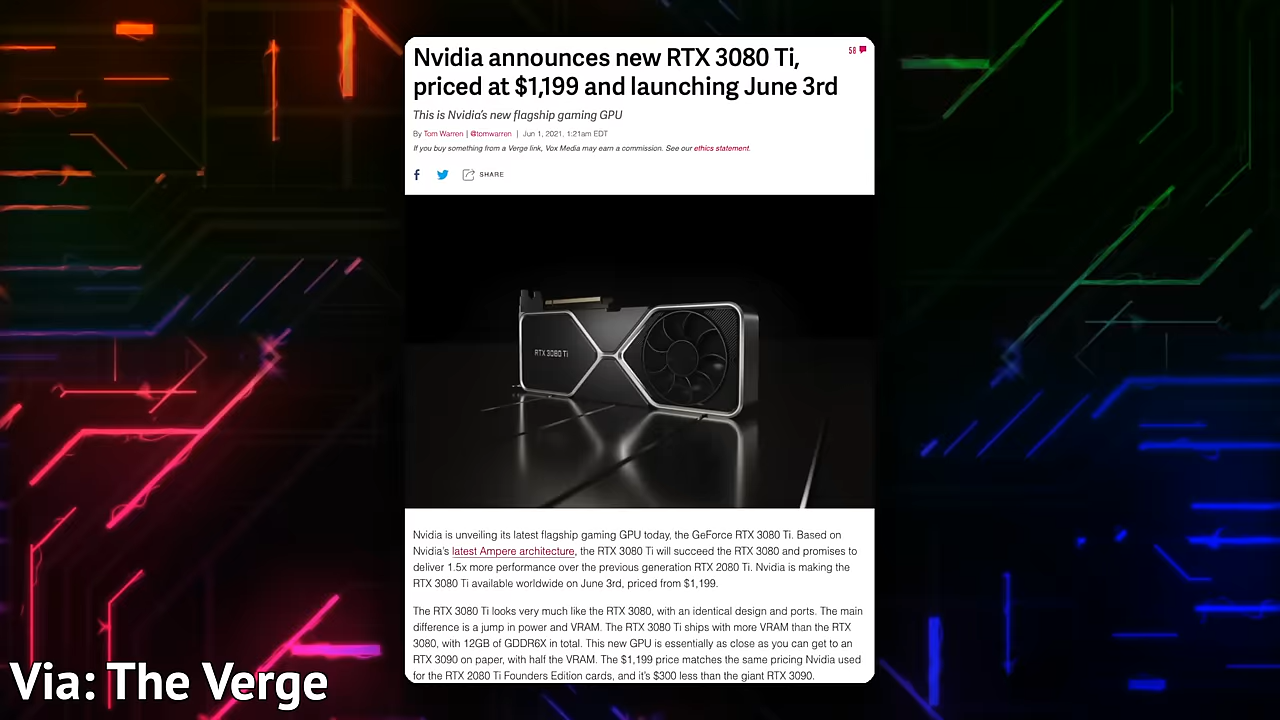 Nvidia announces new RTX 3080 Ti,
priced at $1,199 and launching June 3rd
58
This is Nvidia's new flagship gaming GPU
By Tom Warren | @tomwarren | Jun 1, 2021, 1:21am EDT
If you buy something from a Verge link, Vox Media may earn a commission. See our ethics statement.
SHARE
RTX 3080 Ti
Nvidia is unveiling its latest flagship gaming GPU today, the GeForce RTX 3080 Ti. Based on
Nvidia's latest Ampere architecture, the RTX 3080 Ti will succeed the RTX 3080 and promises to
deliver 1.5x more performance over the previous generation RTX 2080 Ti. Nvidia is making the
RTX 3080 Ti available worldwide on June 3rd, priced from $1,199.
The RTX 3080 Ti looks very much like the RTX 3080, with an identical design and ports. The main
difference is a jump in power and VRAM. The RTX 3080 Ti ships with more VRAM than the RTX
3080, with 12GB of GDDR6X in total. This new GPU is essentially as close as you can get to an
RTX 3090 on paper, with half the VRAM. The $1,199 price matches the same pricing Nvidia used
for the RTX 2080 Ti Founders Edition cards, and it's $300 less than the giant RTX 3090.
Via: The Verge